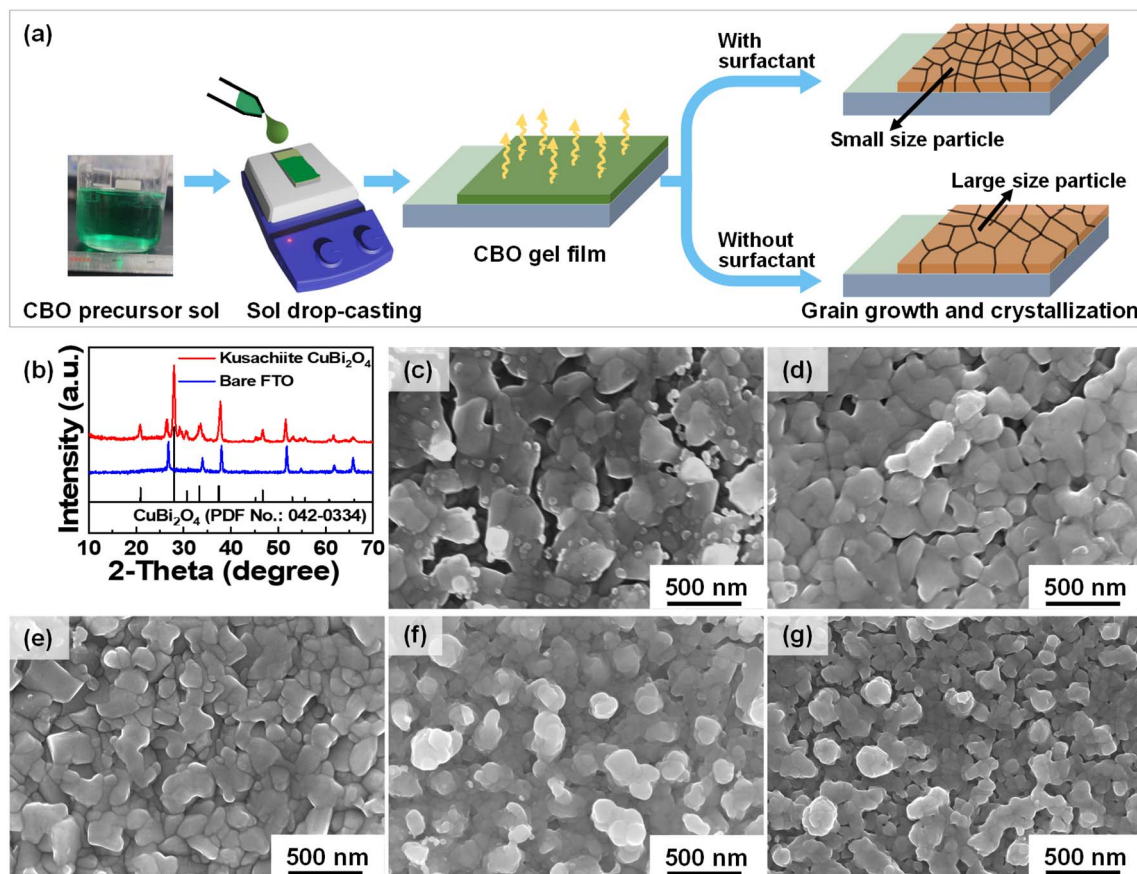 (a)
With
surfactant
Small size particle
Large size particle
CBO gel film
Without
surfactant
CBO precursor sol
Sol drop-casting
Grain growth and crystallization
(b)
Intensity (a.u.)
Kusachiite CuBi₂O₄
Bare FTO
CuBi₂O₄ (PDF No.: 042-0334)
10 20 30 40 50 60 70
2-Theta (degree)
(c)
500 nm
(d)
500 nm
(e)
500 nm
(f)
500 nm
(g)
500 nm